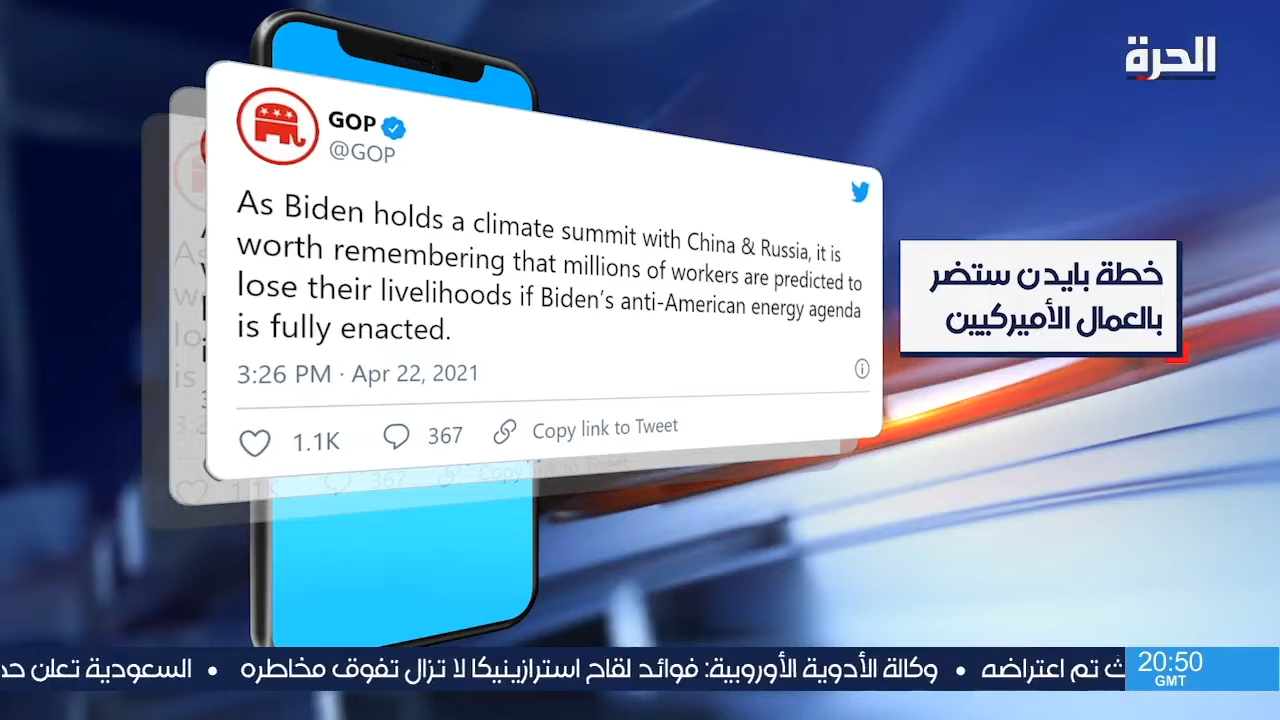 الحرة
GOP
@GOP
As Biden holds a climate summit with China & Russia, it is
worth remembering that millions of workers are predicted to
lose their livelihoods if Biden's anti-American energy agenda
is fully enacted.
3:26 PM · Apr 22, 2021
1.1K 367 Copy link to Tweet
خطة بايدن ستضر
بالعمال الأميركيين
تم اعتراضه • وكالة الأدوية الأوروبية: فوائد لقاح استرازينيكا لا تزال تفوق مخاطره • السعودية تعلن
20:50
GMT